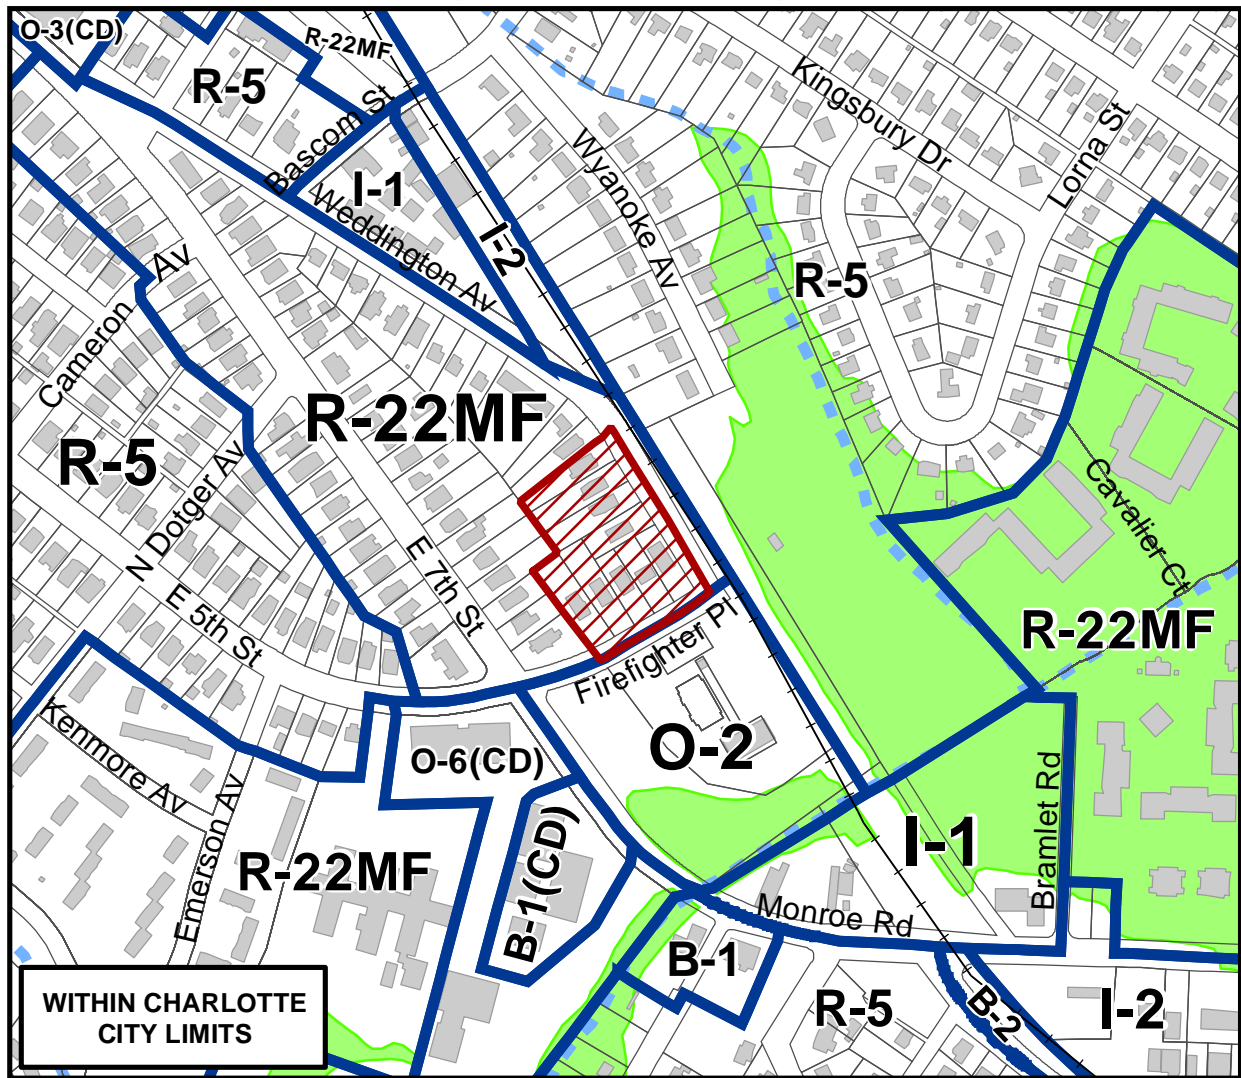 O-3(CD)
R-22MF
R-5
Bascom St
I-1
Weddington Av
I-2
Wyanoke Av
Kingsbury Dr
Lorna St
R-5
Cameron Av
R-22MF
R-5
N Dotger Av
E 7th St
E 5th St
Cavalier Ct
R-22MF
Firefighter Pl
O-2
Kenmore Av
O-6(CD)
Emerson Av
R-22MF
B-1(CD)
I-1
Bramlet Rd
Monroe Rd
B-1
R-5
B-2
I-2
WITHIN CHARLOTTE
CITY LIMITS